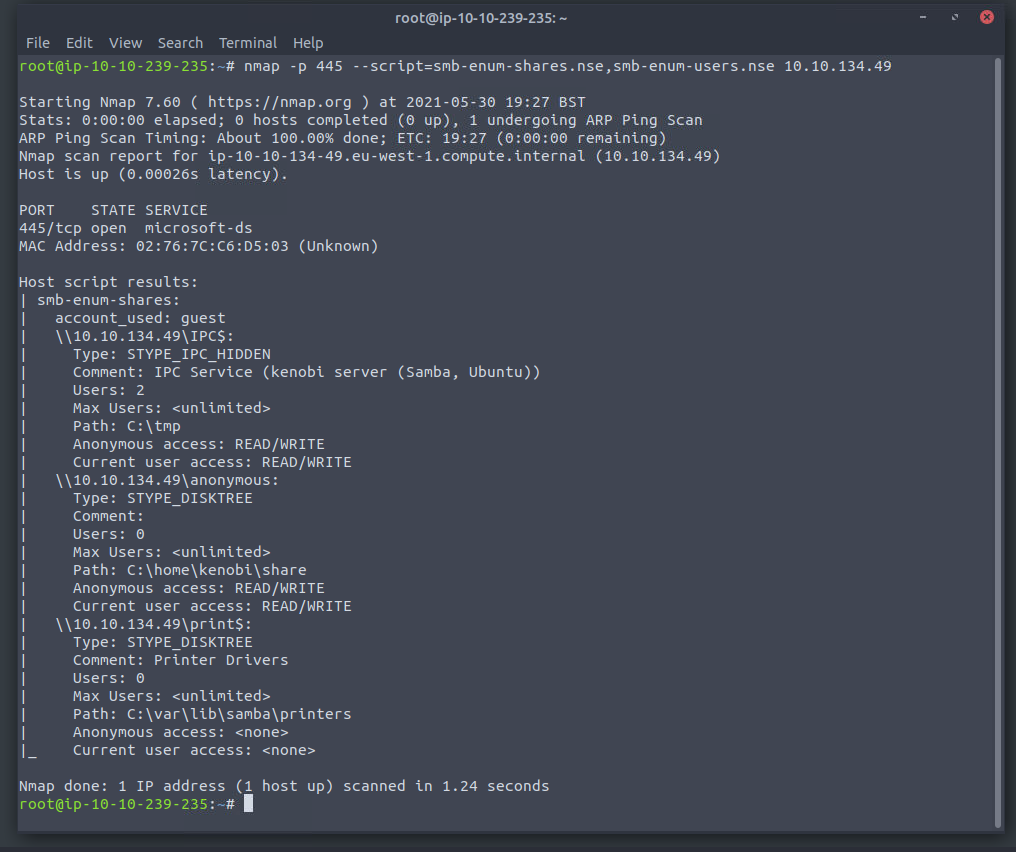 root@ip-10-10-239-235: ~
File Edit View Search Terminal Help
root@ip-10-10-239-235:~# nmap -p 445 --script=smb-enum-shares.nse,smb-enum-users.nse 10.10.134.49

Starting Nmap 7.60 ( https://nmap.org ) at 2021-05-30 19:27 BST
Stats: 0:00:00 elapsed; 0 hosts completed (0 up), 1 undergoing ARP Ping Scan
ARP Ping Scan Timing: About 100.00% done; ETC: 19:27 (0:00:00 remaining)
Nmap scan report for ip-10-10-134-49.eu-west-1.compute.internal (10.10.134.49)
Host is up (0.00026s latency).

PORT    STATE SERVICE
445/tcp open  microsoft-ds
MAC Address: 02:76:7C:C6:D5:03 (Unknown)

Host script results:
| smb-enum-shares:
|   account_used: guest
|   \\10.10.134.49\IPC$:
|     Type: STYPE_IPC_HIDDEN
|     Comment: IPC Service (kenobi server (Samba, Ubuntu))
|     Users: 2
|     Max Users: <unlimited>
|     Path: C:\tmp
|     Anonymous access: READ/WRITE
|     Current user access: READ/WRITE
|   \\10.10.134.49\anonymous:
|     Type: STYPE_DISKTREE
|     Comment:
|     Users: 0
|     Max Users: <unlimited>
|     Path: C:\home\kenobi\share
|     Anonymous access: READ/WRITE
|     Current user access: READ/WRITE
|   \\10.10.134.49\print$:
|     Type: STYPE_DISKTREE
|     Comment: Printer Drivers
|     Users: 0
|     Max Users: <unlimited>
|     Path: C:\var\lib\samba\printers
|     Anonymous access: <none>
|_    Current user access: <none>

Nmap done: 1 IP address (1 host up) scanned in 1.24 seconds
root@ip-10-10-239-235:~#